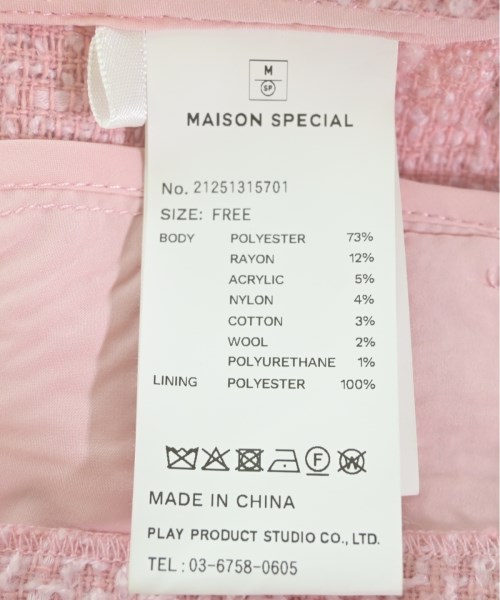 M
SP
MAISON SPECIAL
No. 21251315701
SIZE: FREE
BODY POLYESTER 73%
RAYON 12%
ACRYLIC 5%
NYLON 4%
COTTON 3%
WOOL 2%
POLYURETHANE 1%
LINING POLYESTER 100%
F W
MADE IN CHINA
PLAY PRODUCT STUDIO CO., LTD.
TEL : 03-6758-0605